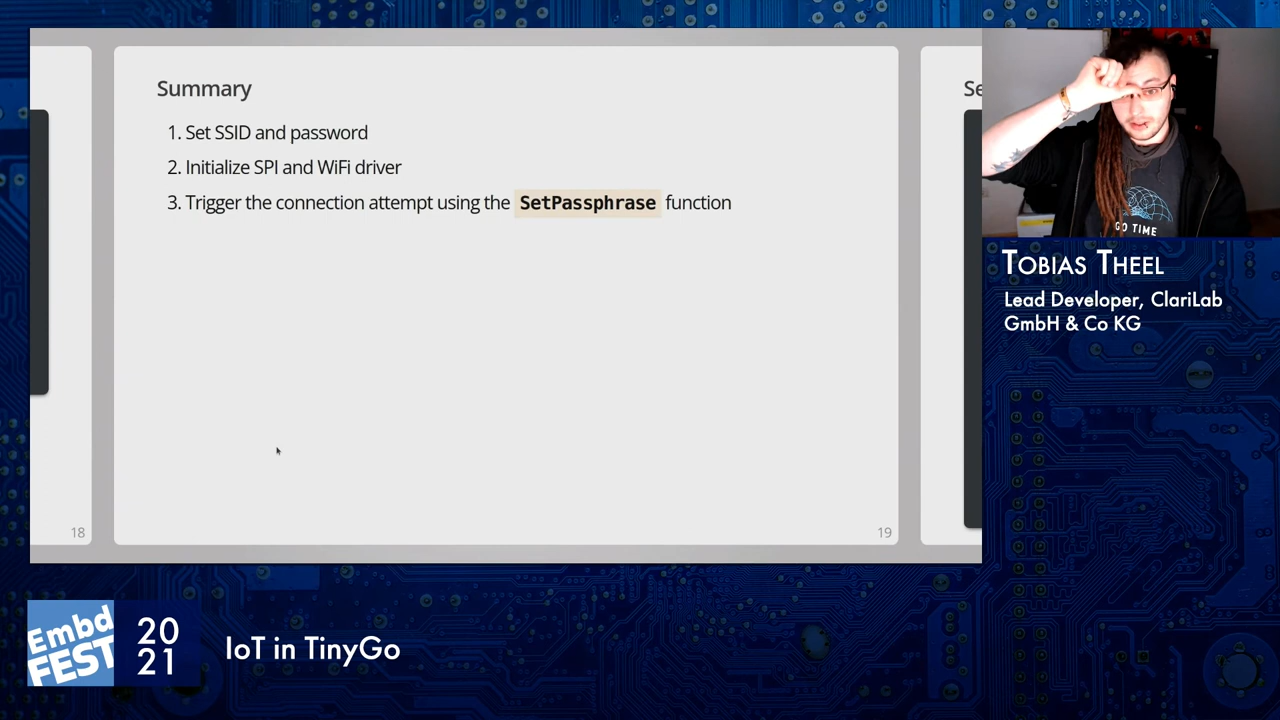 Summary
1. Set SSID and password
2. Initialize SPI and WiFi driver
3. Trigger the connection attempt using the SetPassphrase function
18
19
Se
GO TIME
TOBIAS THEEL
Lead Developer, ClariLab
GmbH & Co KG
Embd
FEST
20
21
IoT in TinyGo